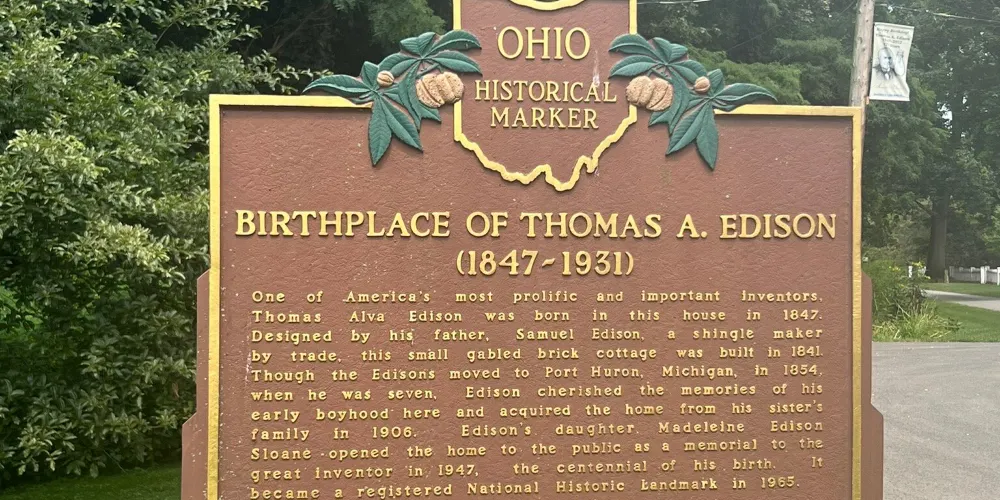 OHIO
HISTORICAL
MARKER
BIRTHPLACE OF THOMAS A. EDISON
(1847-1931)
One of America's most prolific and important inventors,
Thomas Alva Edison was born in this house in 1847.
Designed by his father, Samuel Edison, a shingle maker
by trade, this small gabled brick cottage was built in 1841.
Though the Edisons moved to Port Huron, Michigan, in 1854,
when he was seven, Edison cherished the memories of his
early boyhood here and acquired the home from his sister's
family in 1906. Edison's daughter, Madeleine Edison
Sloane opened the home to the public as a memorial to the
great inventor in 1947, the centennial of his birth. It
became a registered National Historic Landmark in 1965.